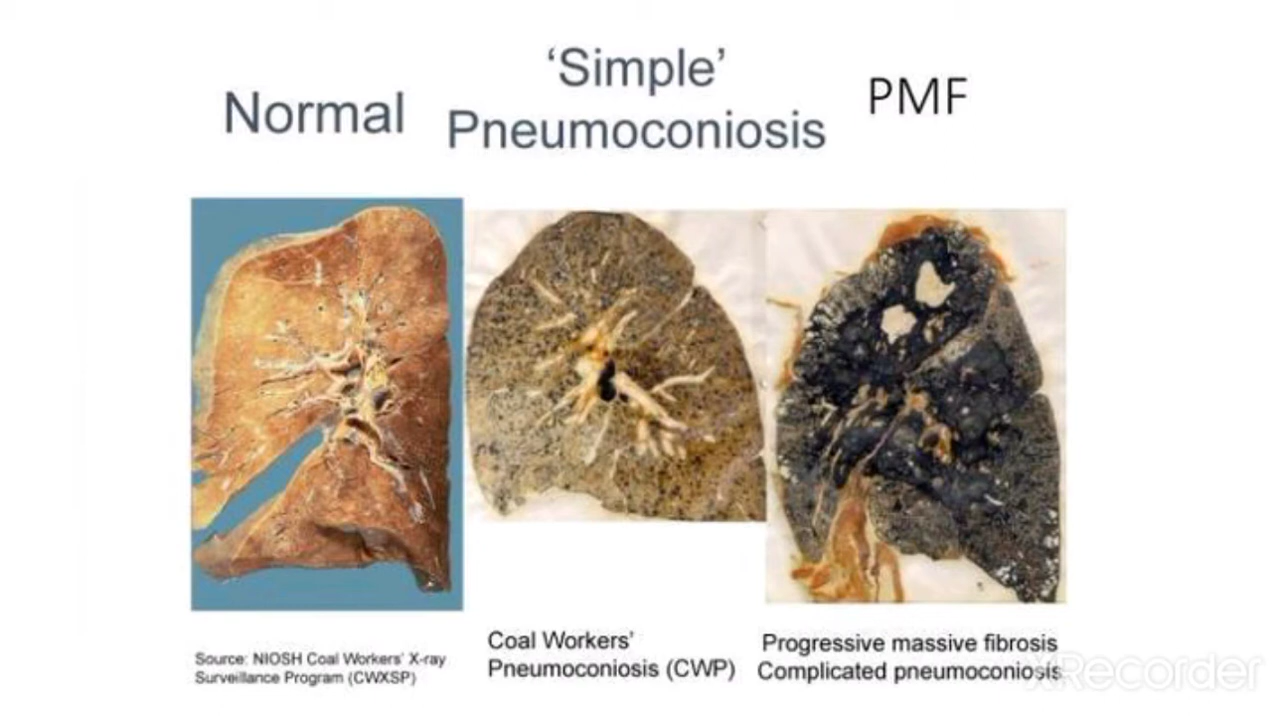 Normal
‘Simple’
Pneumoconiosis
PMF
Source: NIOSH Coal Workers’ X-ray
Surveillance Program (CWXSP)
Coal Workers’
Pneumoconiosis (CWP)
Progressive massive fibrosis
Complicated pneumoconiosis
XRecorder